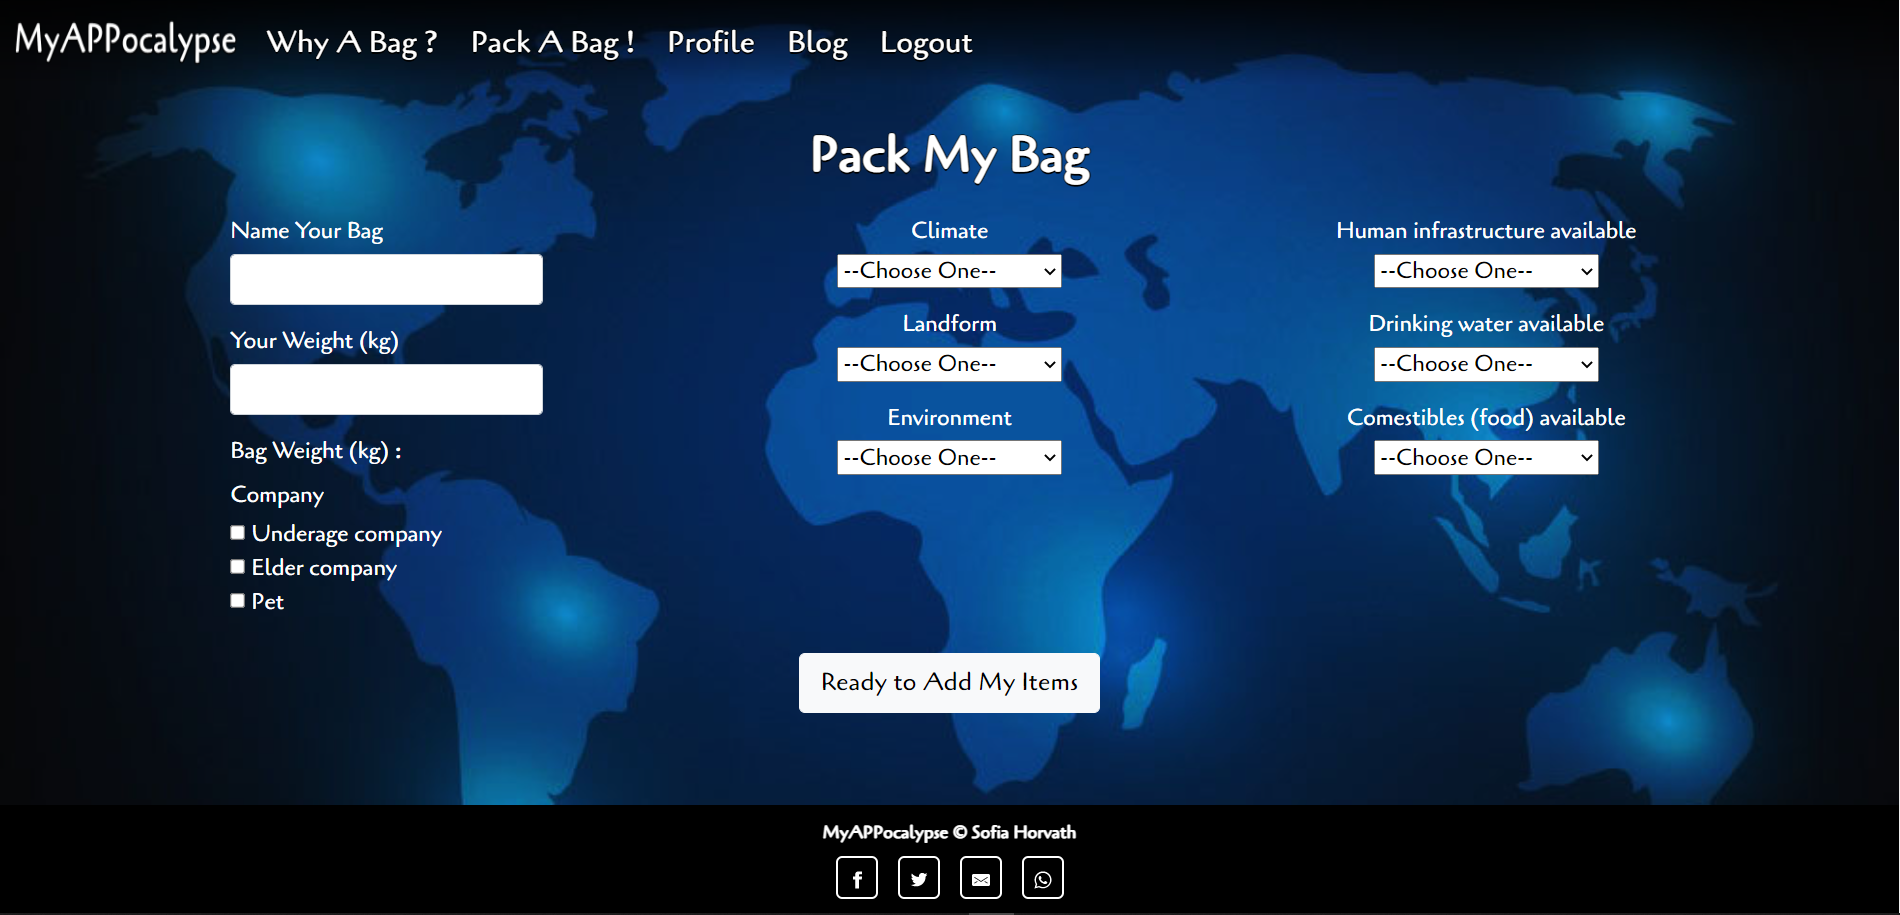 MyAPPocalypse Why A Bag ? Pack A Bag ! Profile Blog Logout
Pack My Bag
Name Your Bag
Your Weight (kg)
Bag Weight (kg) :
Company
Underage company
Elder company
Pet
Climate
--Choose One--
Landform
--Choose One--
Environment
--Choose One--
Human infrastructure available
--Choose One--
Drinking water available
--Choose One--
Comestibles (food) available
--Choose One--
Ready to Add My Items
MyAPPocalypse © Sofia Horvath